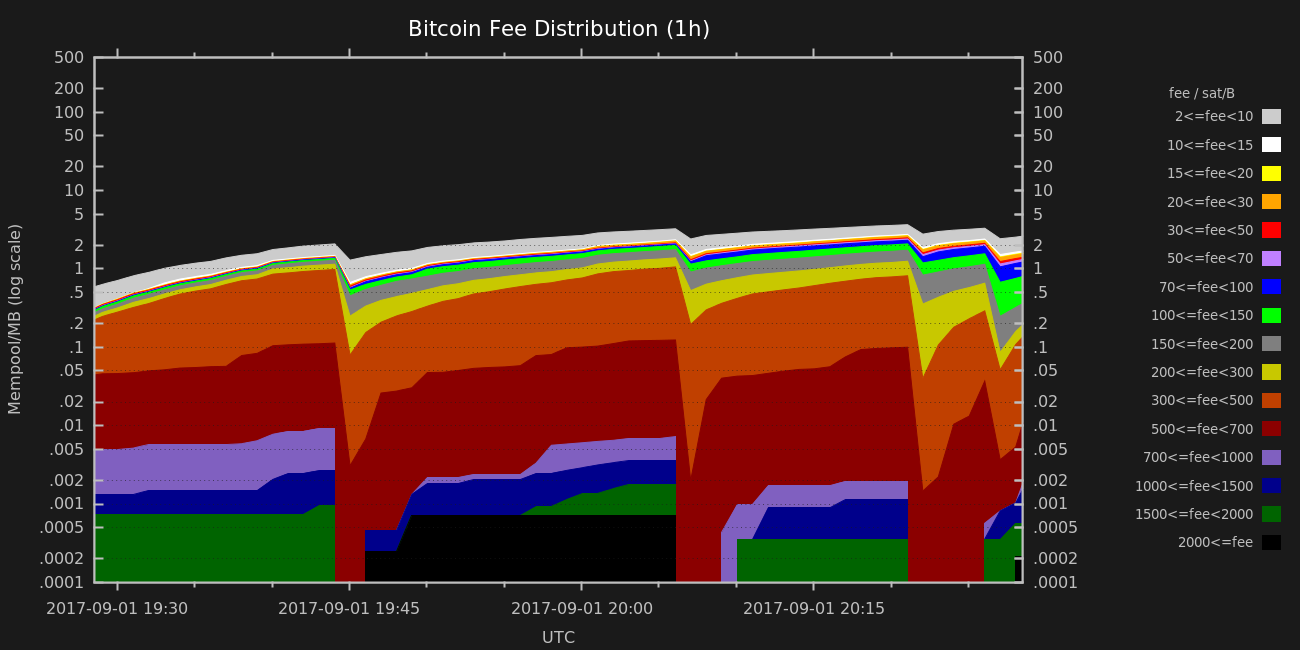 Bitcoin Fee Distribution (1h)
Mempool/MB (log scale)
500
200
100
50
20
10
5
2
1
.5
.2
.1
.05
.02
.01
.005
.002
.001
.0005
.0002
.0001
500
200
100
50
20
10
5
2
1
.5
.2
.1
.05
.02
.01
.005
.002
.001
.0005
.0002
.0001
2017-09-01 19:30
2017-09-01 19:45
2017-09-01 20:00
2017-09-01 20:15
UTC
fee / sat/B
2<=fee<10
10<=fee<15
15<=fee<20
20<=fee<30
30<=fee<50
50<=fee<70
70<=fee<100
100<=fee<150
150<=fee<200
200<=fee<300
300<=fee<500
500<=fee<700
700<=fee<1000
1000<=fee<1500
1500<=fee<2000
2000<=fee